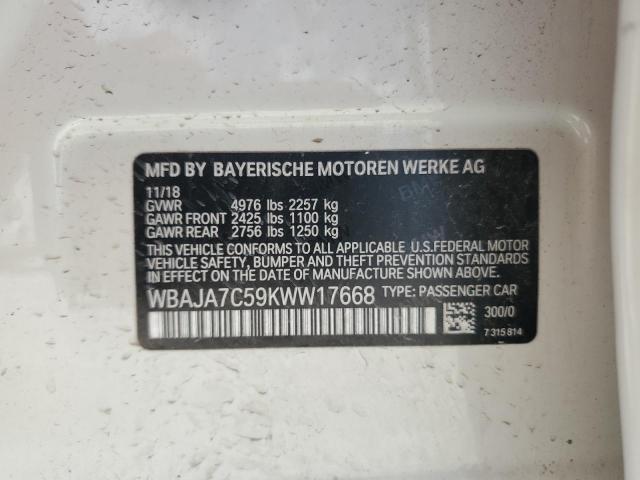 MFD BY BAYERISCHE MOTOREN WERKE AG
11/18
GVWR 4976 lbs 2257 kg
GAWR FRONT 2425 lbs 1100 kg
GAWR REAR 2756 lbs 1250 kg
THIS VEHICLE CONFORMS TO ALL APPLICABLE U.S.FEDERAL MOTOR
VEHICLE SAFETY, BUMPER, AND THEFT PREVENTION STANDARDS
IN EFFECT ON THE DATE OF MANUFACTURE SHOWN ABOVE.
WBAJA7C59KWW17668 TYPE: PASSENGER CAR
300/0
7 315 814